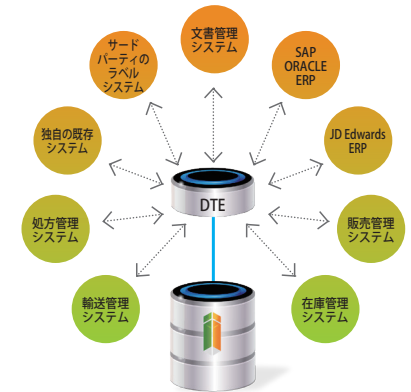 文書管理
システム
サード
パーティの
ラベル
システム
SAP
ORACLE
ERP
独自の既存
システム
JD Edwards
ERP
DTE
処方管理
システム
販売管理
システム
輸送管理
システム
在庫管理
システム